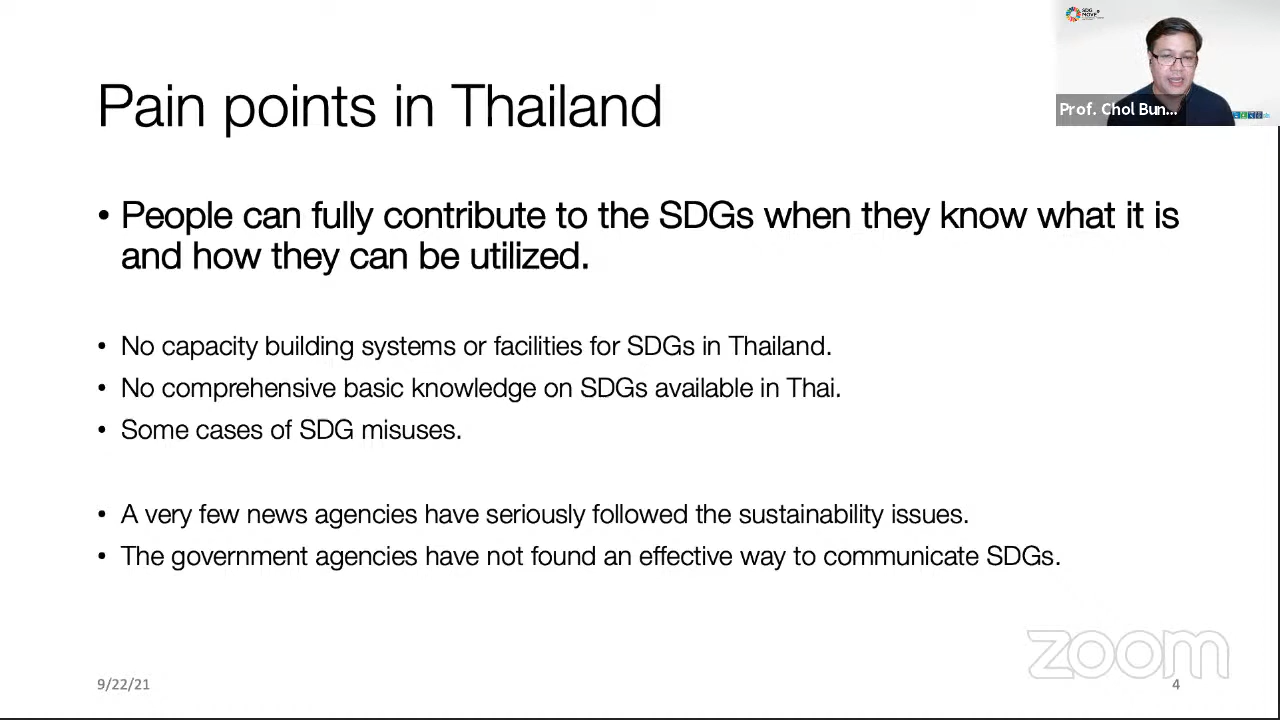 SDG
MOVE
Prof. Chol Bun...
Pain points in Thailand
• People can fully contribute to the SDGs when they know what it is
and how they can be utilized.
• No capacity building systems or facilities for SDGs in Thailand.
• No comprehensive basic knowledge on SDGs available in Thai.
• Some cases of SDG misuses.
• A very few news agencies have seriously followed the sustainability issues.
• The government agencies have not found an effective way to communicate SDGs.
zoom
9/22/21
4